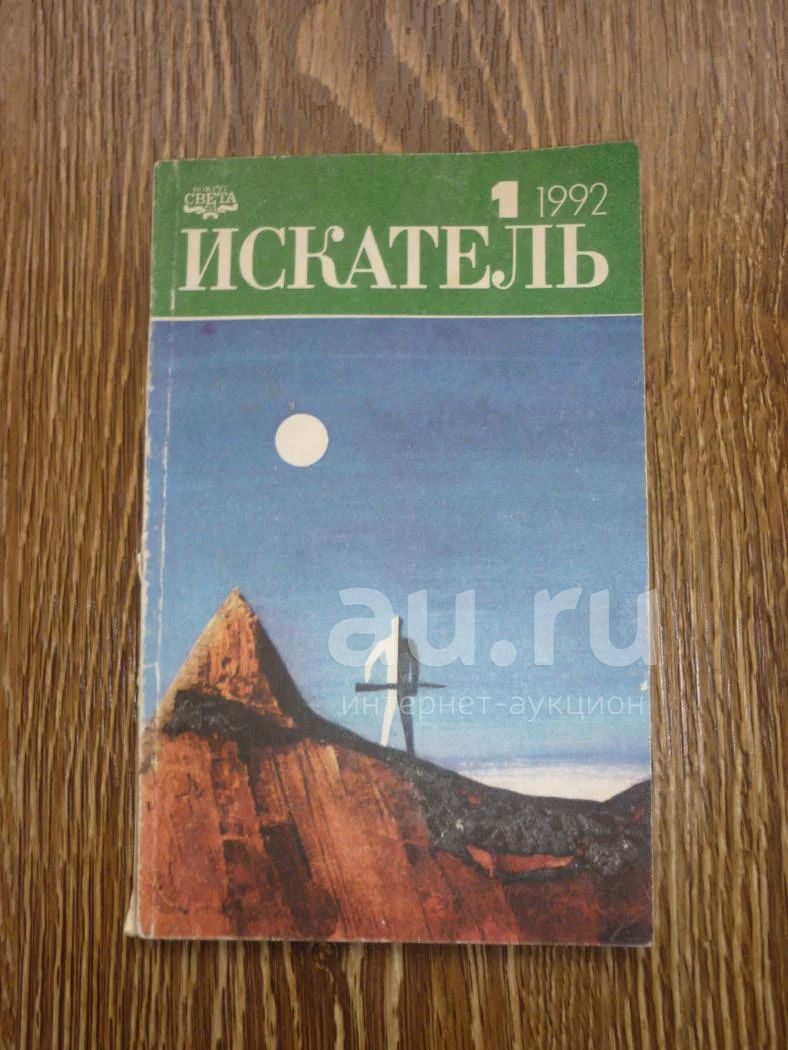 ВОКРУГ
СВЕТА
1 1992
ИСКАТЕЛЬ
au.ru
интернет-аукцион